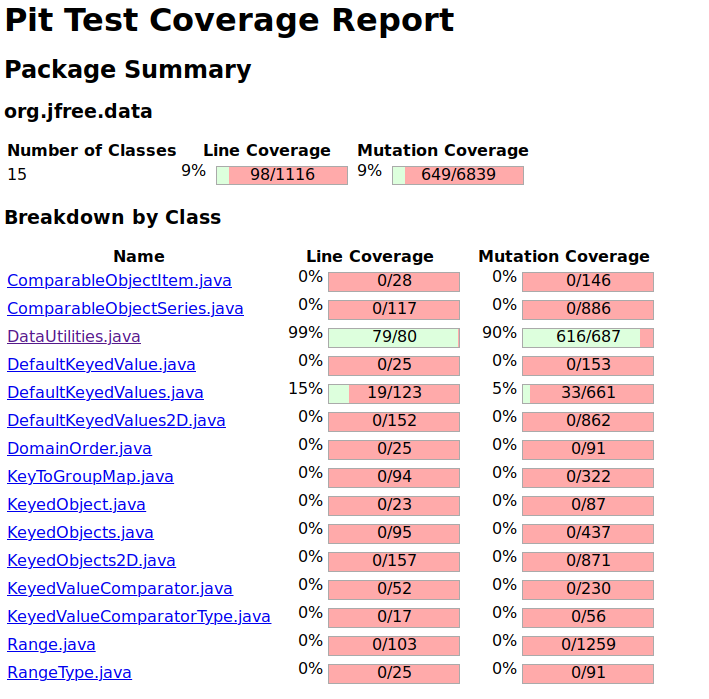 Pit Test Coverage Report
Package Summary
org.jfree.data
Number of Classes Line Coverage Mutation Coverage
15 9% 98/1116 9% 649/6839
Breakdown by Class
Name Line Coverage Mutation Coverage
ComparableObjectItem.java 0% 0/28 0% 0/146
ComparableObjectSeries.java 0% 0/117 0% 0/886
DataUtilities.java 99% 79/80 90% 616/687
DefaultKeyedValue.java 0% 0/25 0% 0/153
DefaultKeyedValues.java 15% 19/123 5% 33/661
DefaultKeyedValues2D.java 0% 0/152 0% 0/862
DomainOrder.java 0% 0/25 0% 0/91
KeyToGroupMap.java 0% 0/94 0% 0/322
KeyedObject.java 0% 0/23 0% 0/87
KeyedObjects.java 0% 0/95 0% 0/437
KeyedObjects2D.java 0% 0/157 0% 0/871
KeyedValueComparator.java 0% 0/52 0% 0/230
KeyedValueComparatorType.java 0% 0/17 0% 0/56
Range.java 0% 0/103 0% 0/1259
RangeType.java 0% 0/25 0% 0/91